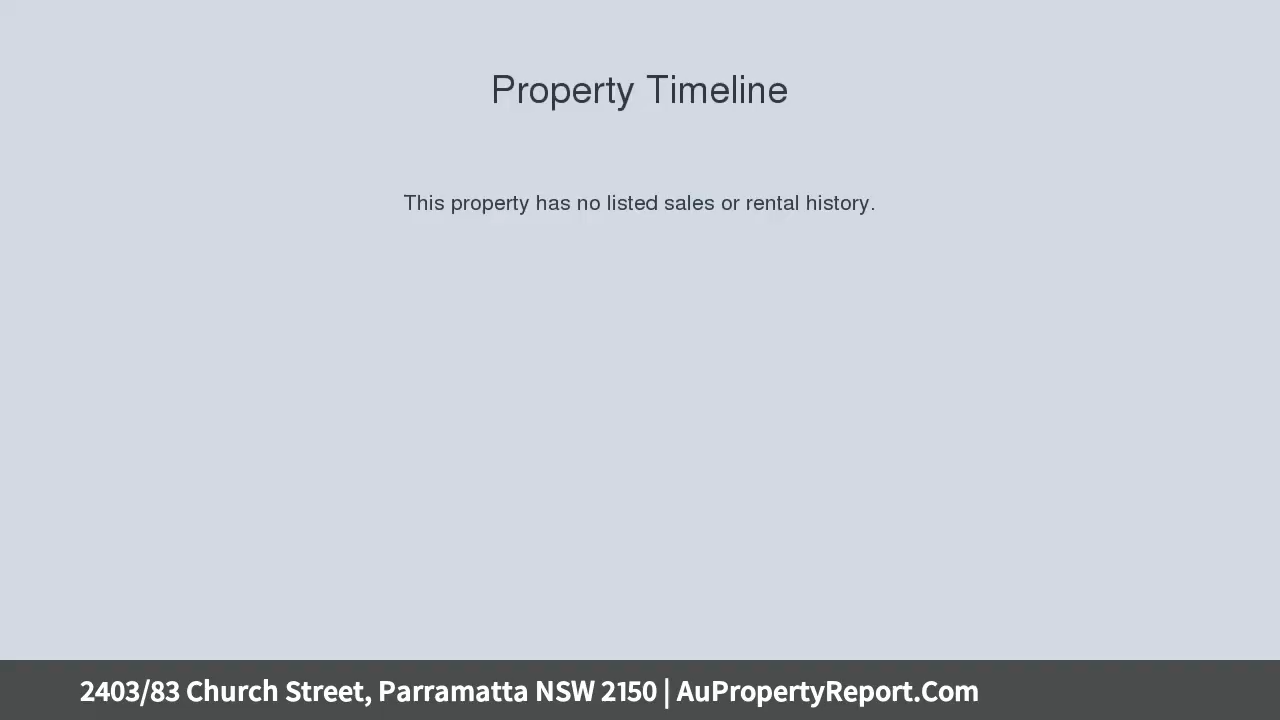 Property Timeline
This property has no listed sales or rental history.
2403/83 Church Street, Parramatta NSW 2150 | AuPropertyReport.Com